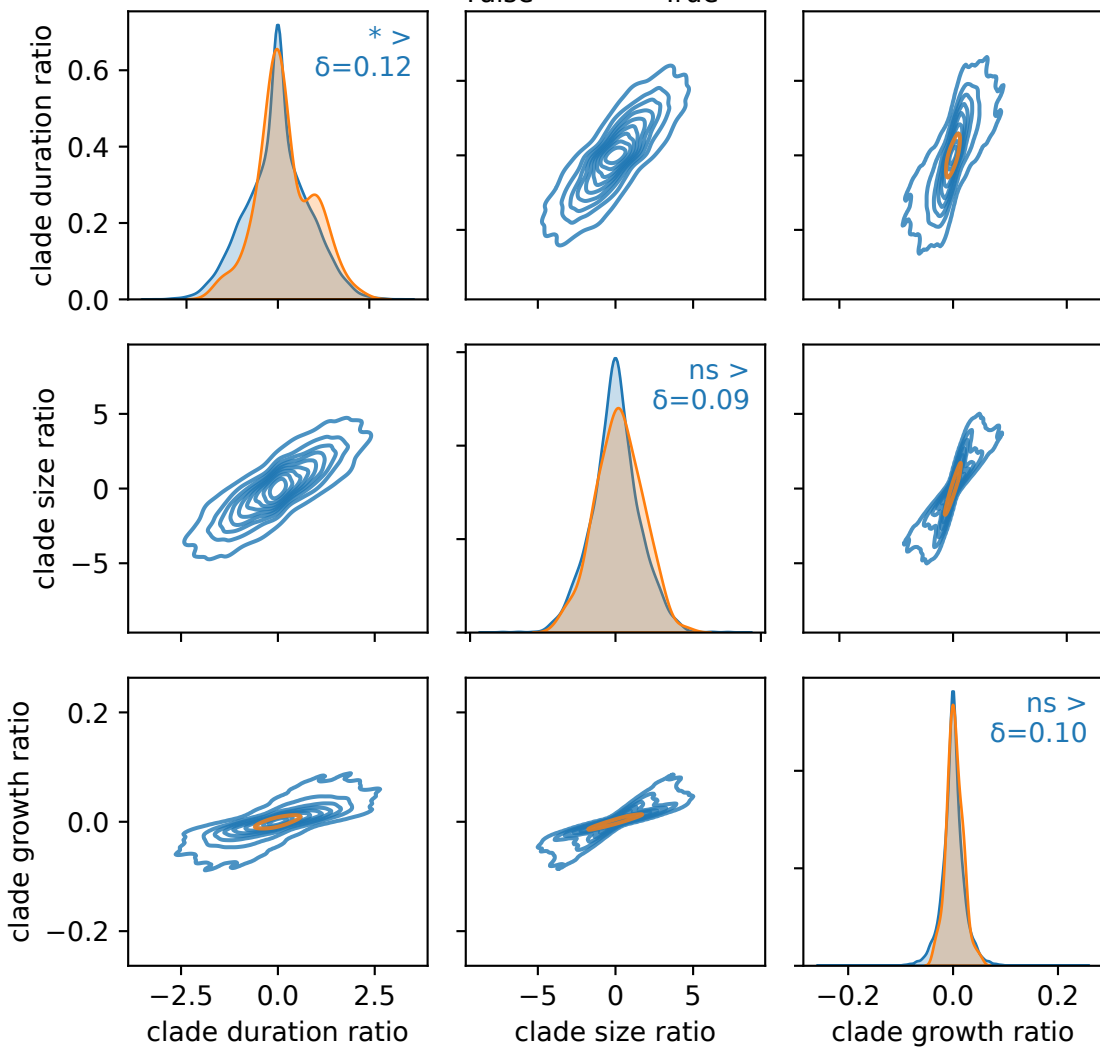 raise True
clade duration ratio
0.6
0.4
0.2
0.0
* >
δ=0.12
clade size ratio
5
0
−5
ns >
δ=0.09
clade growth ratio
0.2
0.0
−0.2
ns >
δ=0.10
−2.5 0.0 2.5
−5 0 5
−0.2 0.0 0.2
clade duration ratio
clade size ratio
clade growth ratio